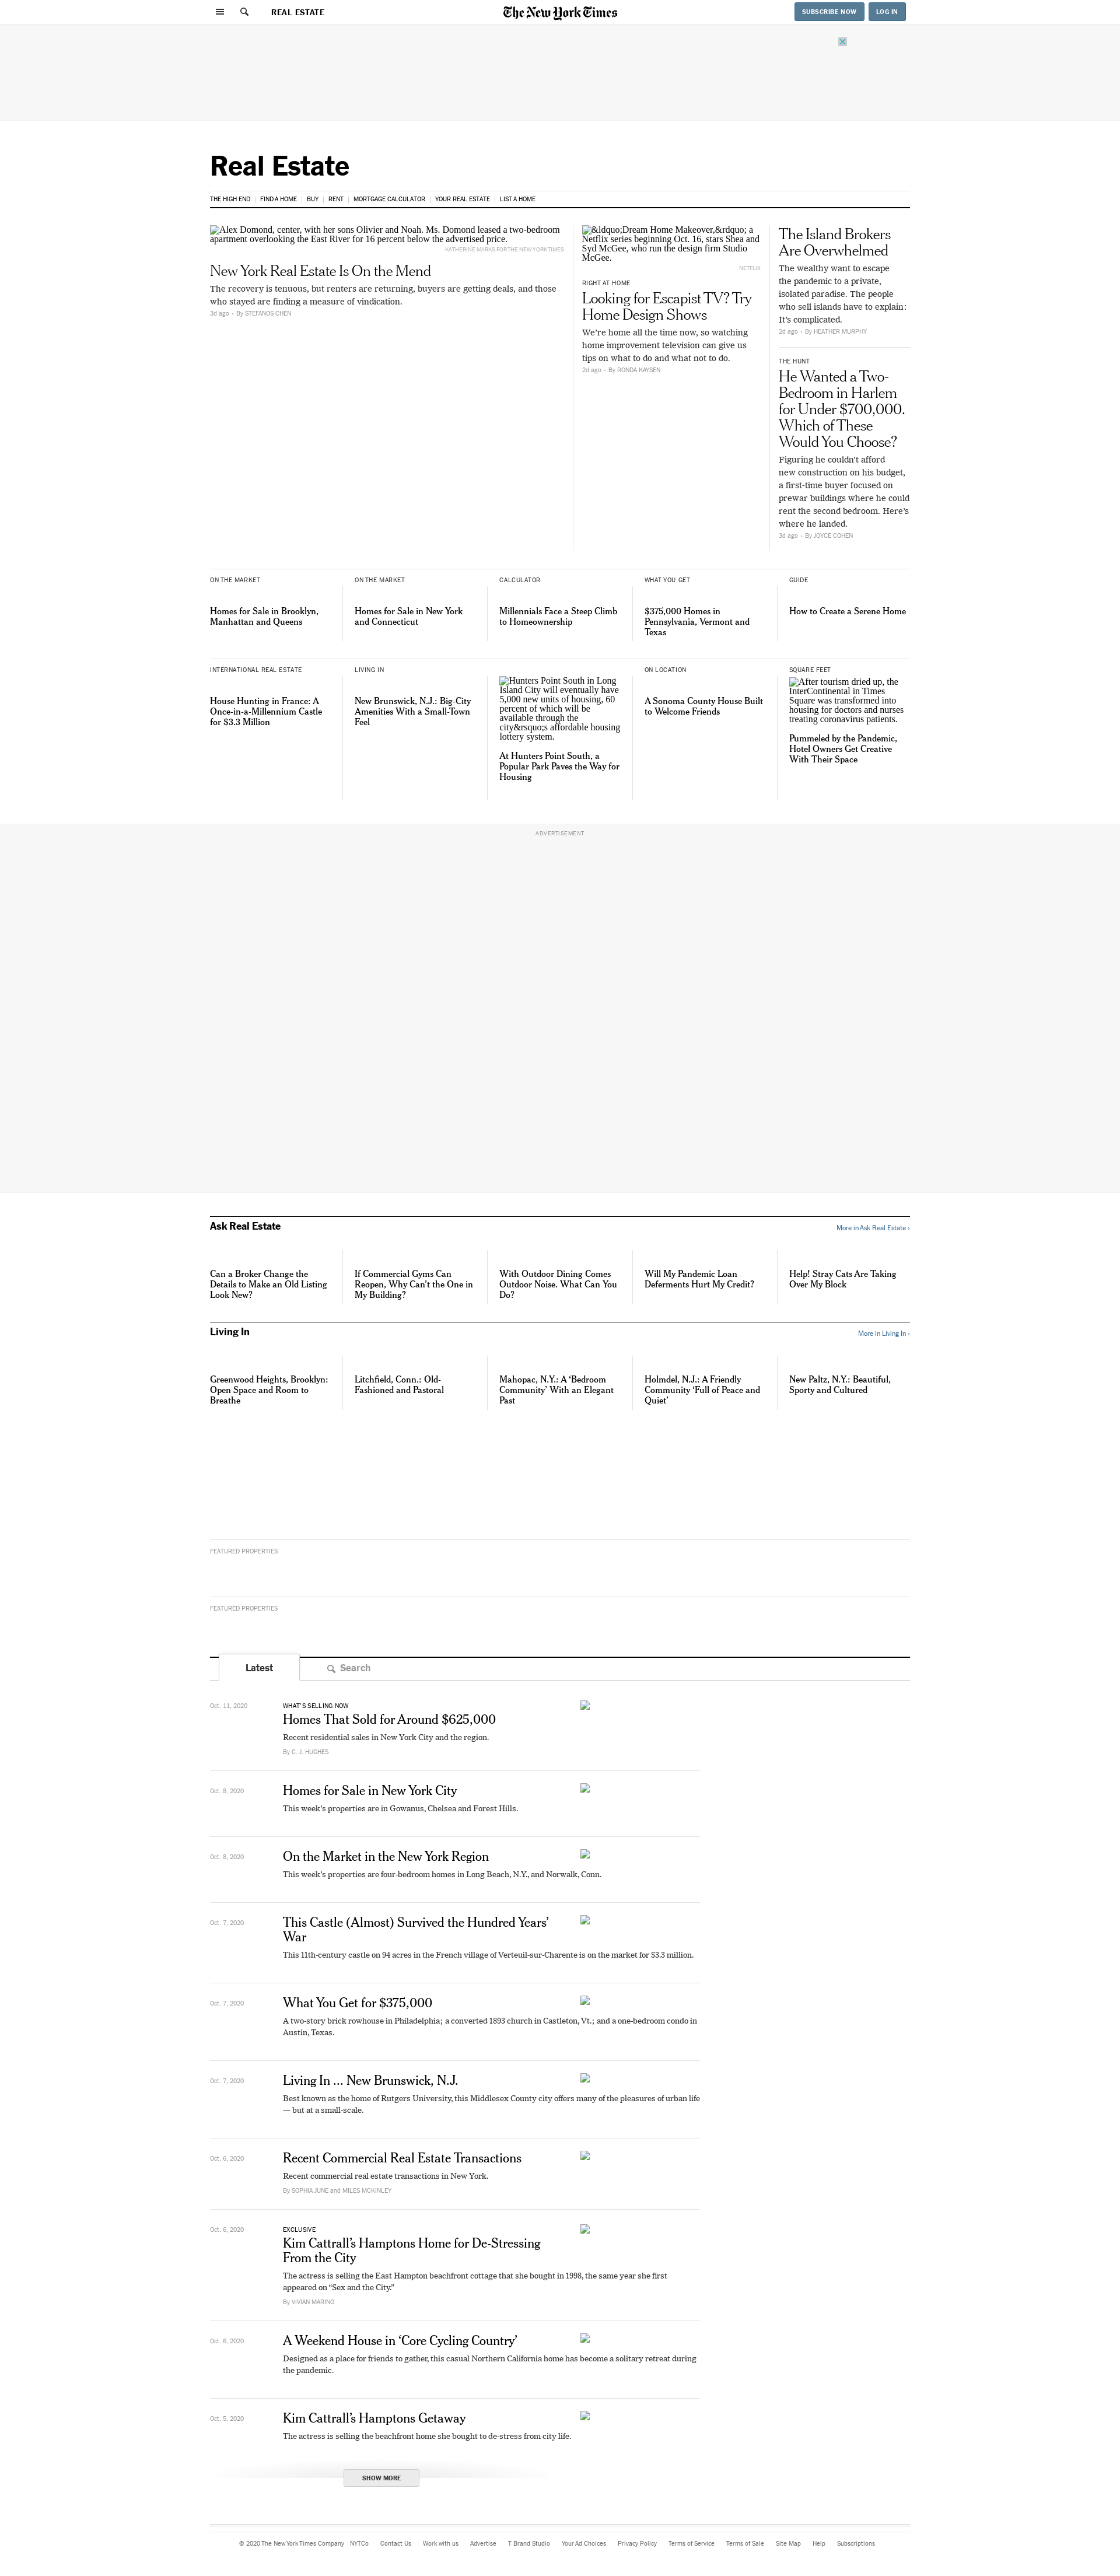 REAL ESTATE
The New York Times
SUBSCRIBE NOW
LOG IN
Real Estate
THE HIGH END
FIND A HOME
BUY
RENT
MORTGAGE CALCULATOR
YOUR REAL ESTATE
LIST A HOME
Alex Domond, center, with her sons Olivier and Noah. Ms. Domond leased a two-bedroom
apartment overlooking the East River for 16 percent below the advertised price.
KATHERINE MARKS FOR THE NEW YORK TIMES
New York Real Estate Is On the Mend
The recovery is tenuous, but renters are returning, buyers are getting deals, and those
who stayed are finding a measure of vindication.
3d ago • By STEFANOS CHEN
&ldquo;Dream Home Makeover,&rdquo; a
Netflix series beginning Oct. 16, stars Shea and
Syd McGee, who run the design firm Studio
McGee.
NETFLIX
RIGHT AT HOME
Looking for Escapist TV? Try
Home Design Shows
We’re home all the time now, so watching
home improvement television can give us
tips on what to do and what not to do.
2d ago • By RONDA KAYSEN
The Island Brokers
Are Overwhelmed
The wealthy want to escape
the pandemic to a private,
isolated paradise. The people
who sell islands have to explain:
It’s complicated.
2d ago • By HEATHER MURPHY
THE HUNT
He Wanted a Two-
Bedroom in Harlem
for Under $700,000.
Which of These
Would You Choose?
Figuring he couldn’t afford
new construction on his budget,
a first-time buyer focused on
prewar buildings where he could
rent the second bedroom. Here’s
where he landed.
3d ago • By JOYCE COHEN
ON THE MARKET
Homes for Sale in Brooklyn,
Manhattan and Queens
ON THE MARKET
Homes for Sale in New York
and Connecticut
CALCULATOR
Millennials Face a Steep Climb
to Homeownership
WHAT YOU GET
$375,000 Homes in
Pennsylvania, Vermont and
Texas
GUIDE
How to Create a Serene Home
INTERNATIONAL REAL ESTATE
House Hunting in France: A
Once-in-a-Millennium Castle
for $3.3 Million
LIVING IN
New Brunswick, N.J.: Big-City
Amenities With a Small-Town
Feel
Hunters Point South in Long
Island City will eventually have
5,000 new units of housing, 60
percent of which will be
available through the
city&rsquo;s affordable housing
lottery system.
At Hunters Point South, a
Popular Park Paves the Way for
Housing
ON LOCATION
A Sonoma County House Built
to Welcome Friends
SQUARE FEET
After tourism dried up, the
InterContinental in Times
Square was transformed into
housing for doctors and nurses
treating coronavirus patients.
Pummeled by the Pandemic,
Hotel Owners Get Creative
With Their Space
ADVERTISEMENT
Ask Real Estate
More in Ask Real Estate ›
Can a Broker Change the
Details to Make an Old Listing
Look New?
If Commercial Gyms Can
Reopen, Why Can’t the One in
My Building?
With Outdoor Dining Comes
Outdoor Noise. What Can You
Do?
Will My Pandemic Loan
Deferments Hurt My Credit?
Help! Stray Cats Are Taking
Over My Block
Living In
More in Living In ›
Greenwood Heights, Brooklyn:
Open Space and Room to
Breathe
Litchfield, Conn.: Old-
Fashioned and Pastoral
Mahopac, N.Y.: A ‘Bedroom
Community’ With an Elegant
Past
Holmdel, N.J.: A Friendly
Community ‘Full of Peace and
Quiet’
New Paltz, N.Y.: Beautiful,
Sporty and Cultured
FEATURED PROPERTIES
FEATURED PROPERTIES
Latest
Search
Oct. 11, 2020
WHAT’S SELLING NOW
Homes That Sold for Around $625,000
Recent residential sales in New York City and the region.
By C. J. HUGHES
Oct. 8, 2020
Homes for Sale in New York City
This week’s properties are in Gowanus, Chelsea and Forest Hills.
Oct. 8, 2020
On the Market in the New York Region
This week’s properties are four-bedroom homes in Long Beach, N.Y., and Norwalk, Conn.
Oct. 7, 2020
This Castle (Almost) Survived the Hundred Years’
War
This 11th-century castle on 94 acres in the French village of Verteuil-sur-Charente is on the market for $3.3 million.
Oct. 7, 2020
What You Get for $375,000
A two-story brick rowhouse in Philadelphia; a converted 1893 church in Castleton, Vt.; and a one-bedroom condo in
Austin, Texas.
Oct. 7, 2020
Living In ... New Brunswick, N.J.
Best known as the home of Rutgers University, this Middlesex County city offers many of the pleasures of urban life
— but at a small-scale.
Oct. 6, 2020
Recent Commercial Real Estate Transactions
Recent commercial real estate transactions in New York.
By SOPHIA JUNE and MILES MCKINLEY
Oct. 6, 2020
EXCLUSIVE
Kim Cattrall’s Hamptons Home for De-Stressing
From the City
The actress is selling the East Hampton beachfront cottage that she bought in 1998, the same year she first
appeared on “Sex and the City.”
By VIVIAN MARINO
Oct. 6, 2020
A Weekend House in ‘Core Cycling Country’
Designed as a place for friends to gather, this casual Northern California home has become a solitary retreat during
the pandemic.
Oct. 5, 2020
Kim Cattrall’s Hamptons Getaway
The actress is selling the beachfront home she bought to de-stress from city life.
SHOW MORE
© 2020 The New York Times Company
NYTCo
Contact Us
Work with us
Advertise
T Brand Studio
Your Ad Choices
Privacy Policy
Terms of Service
Terms of Sale
Site Map
Help
Subscriptions